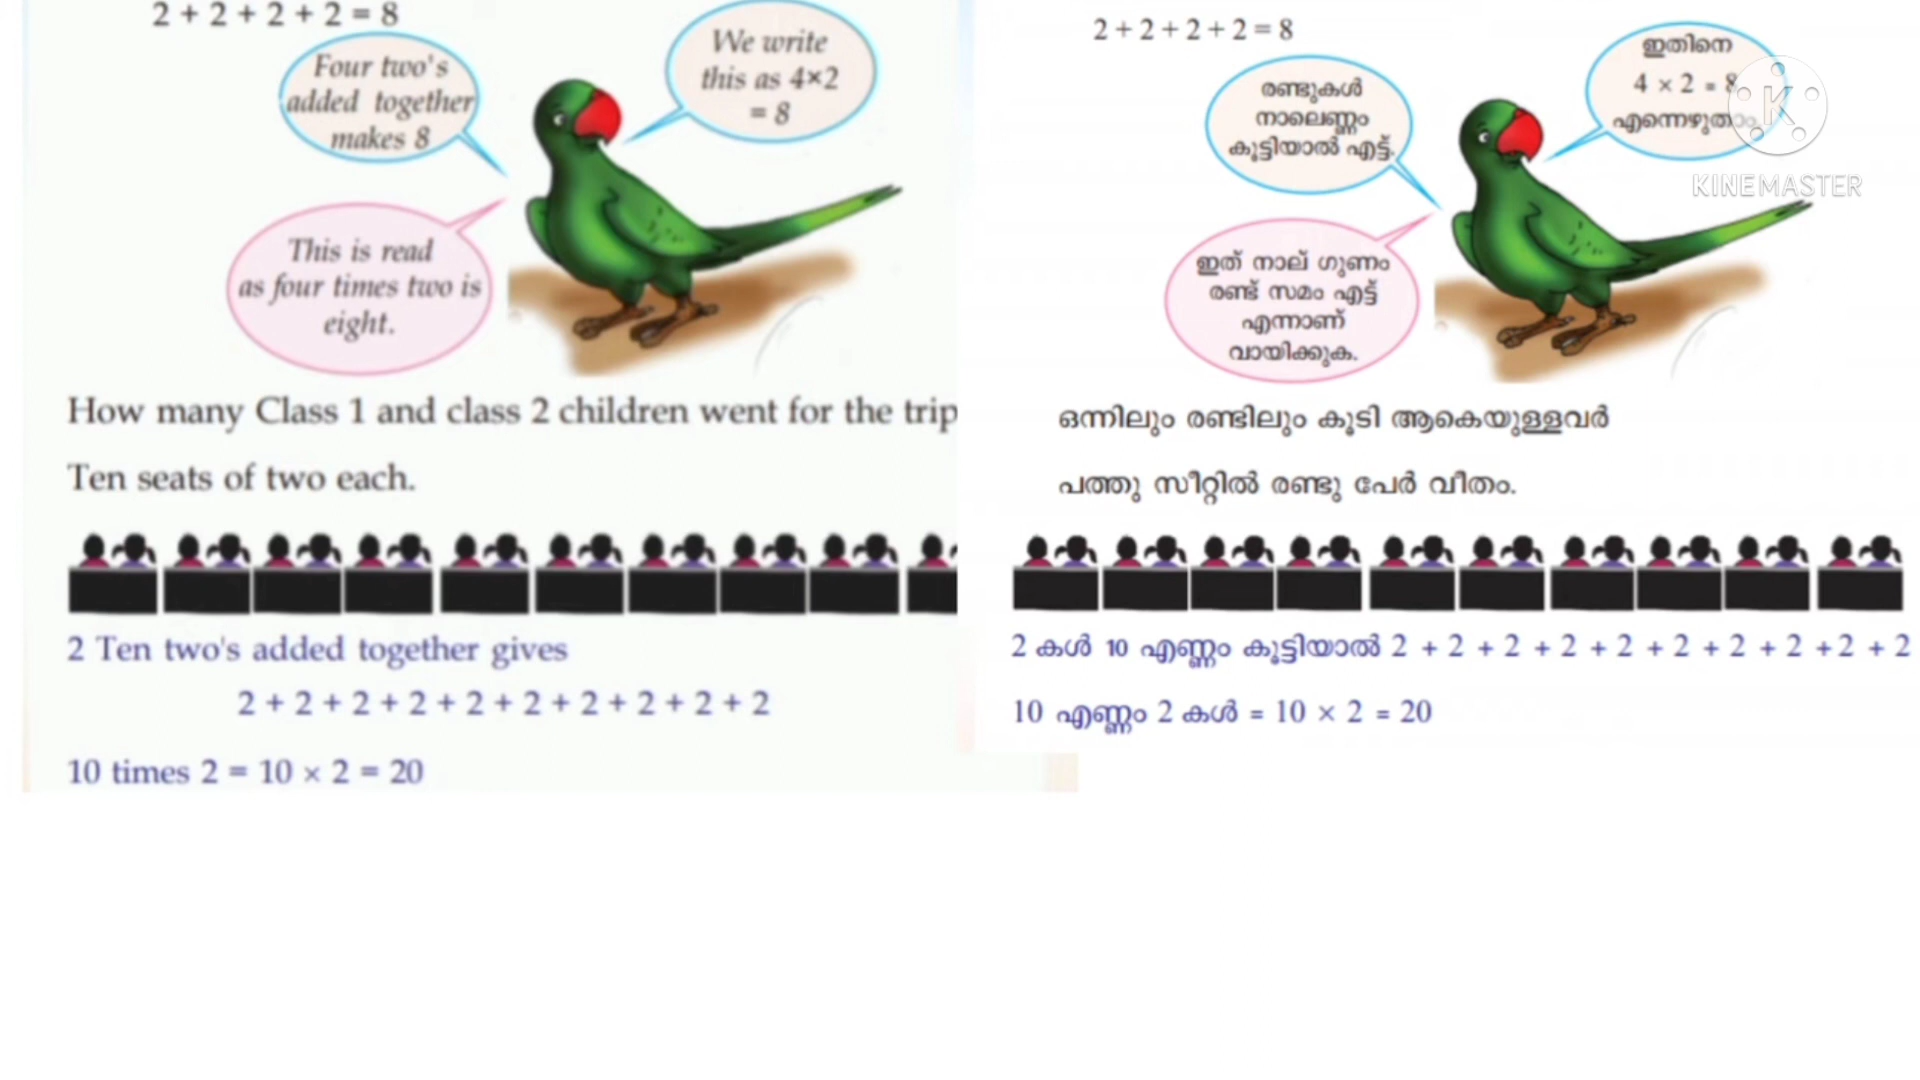 2 + 2 + 2 + 2 = 8
Four two's
added together
makes 8
We write
this as 4×2
= 8
This is read
as four times two is
eight.
How many Class 1 and class 2 children went for the trip
Ten seats of two each.
2 Ten two's added together gives
2 + 2 + 2 + 2 + 2 + 2 + 2 + 2 + 2 + 2
10 times 2 = 10 × 2 = 20
2 + 2 + 2 + 2 = 8
രണ്ടുകൾ
നാലെണ്ണം
കൂട്ടിയാൽ എട്ട്.
ഇതിനെ
4 × 2 = 8
എന്നെഴുതാം.
KINEMASTER
ഇത് നാല് ഗുണം
രണ്ട് സമം എട്ട്
എന്നാണ്
വായിക്കുക.
ഒന്നിലും രണ്ടിലും കൂടി ആകെയുള്ളവർ
പത്തു സീറ്റിൽ രണ്ടു പേർ വീതം.
2 കൾ 10 എണ്ണം കൂട്ടിയാൽ 2 + 2 + 2 + 2 + 2 + 2 + 2 + 2 + 2 + 2
10 എണ്ണം 2 കൾ = 10 × 2 = 20